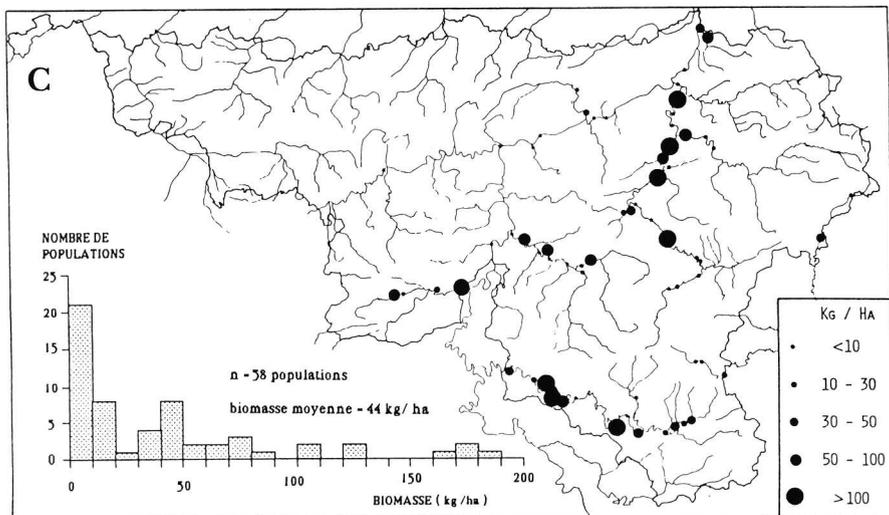 C
NOMBRE DE
POPULATIONS
25
20
15
10
5
0
0
50
100
150
200
BIOMASSE ( kg /ha )
n - 58 populations
biomasse moyenne - 44 kg/ ha
KG / HA
<10
10 - 30
30 - 50
50 - 100
>100